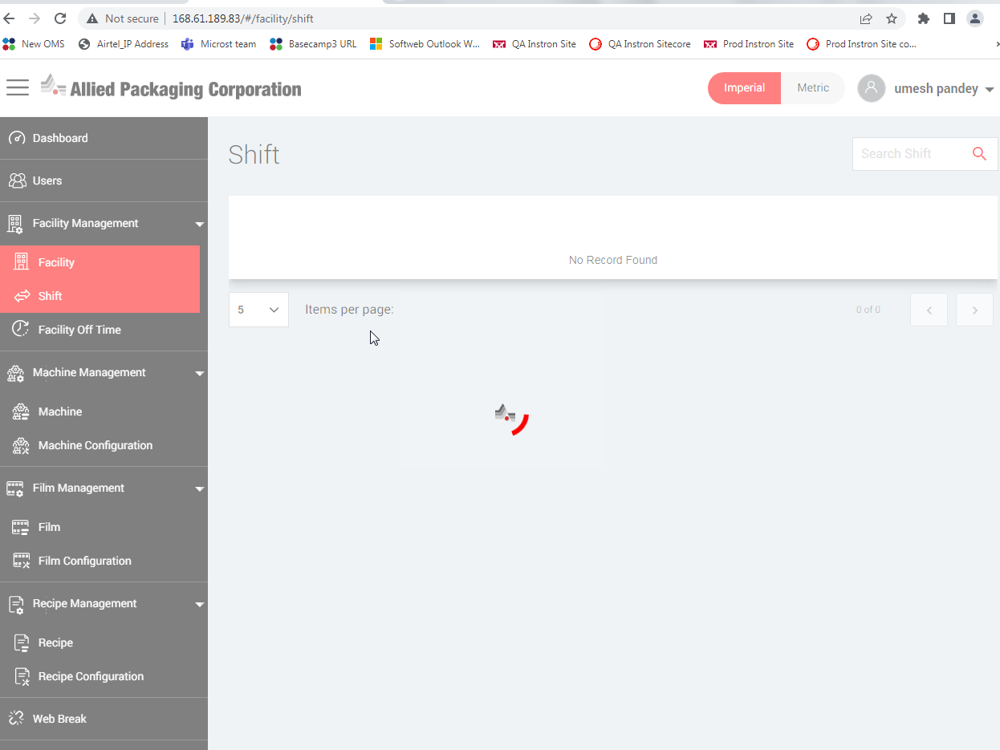 Not secure 168.61.189.83/#/facility/shift
New OMS Airtel_IP Address Microst team Basecamp3 URL Softweb Outlook W... QA Instron Site QA Instron Sitecore Prod Instron Site Prod Instron Site co...
Allied Packaging Corporation Imperial Metric umesh pandey
Dashboard
Users
Facility Management
Facility
Shift
Facility Off Time
Machine Management
Machine
Machine Configuration
Film Management
Film
Film Configuration
Recipe Management
Recipe
Recipe Configuration
Web Break
Shift Search Shift
No Record Found
5 Items per page: 0 of 0